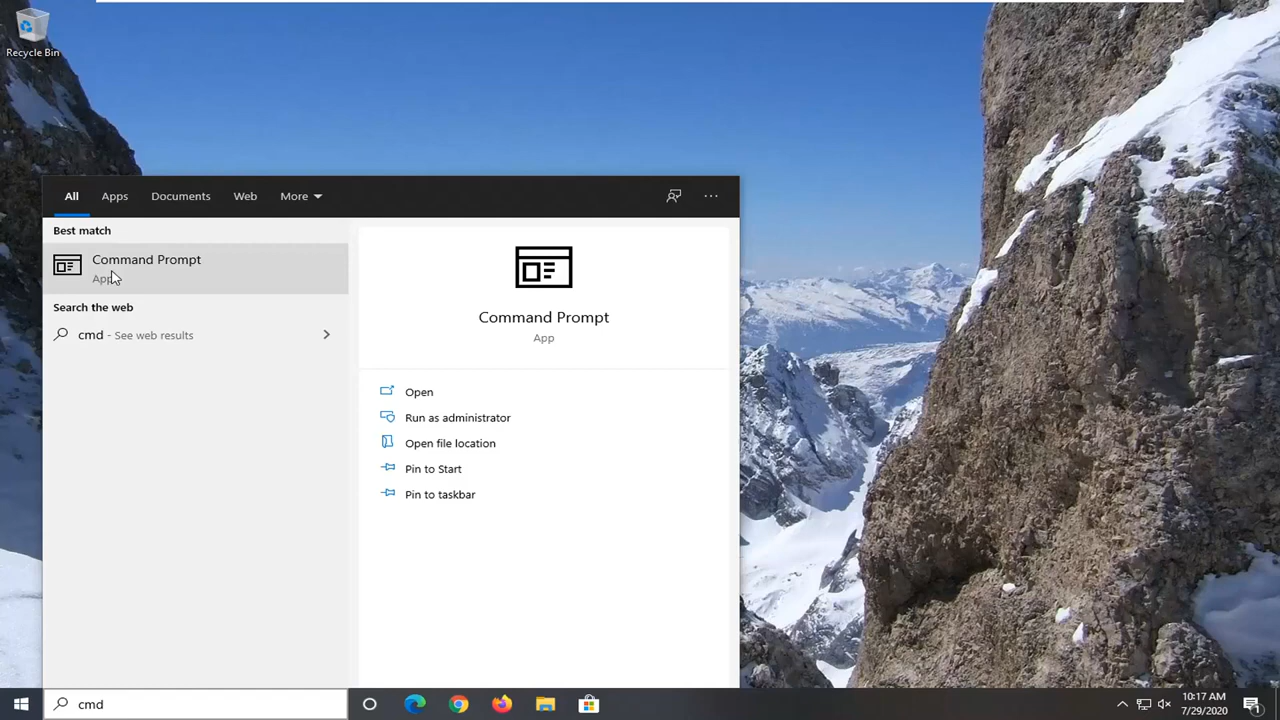 Recycle Bin
All
Apps
Documents
Web
More
Best match
Command Prompt
App
Search the web
cmd - See web results
Command Prompt
App
Open
Run as administrator
Open file location
Pin to Start
Pin to taskbar
cmd
10:17 AM
7/29/2020
1